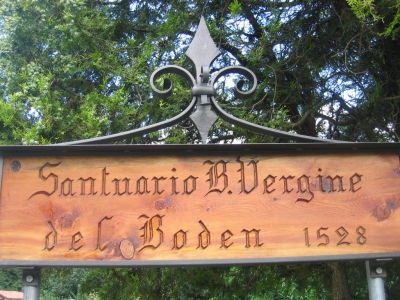 Santuario B. Vergine
del Boden 1528